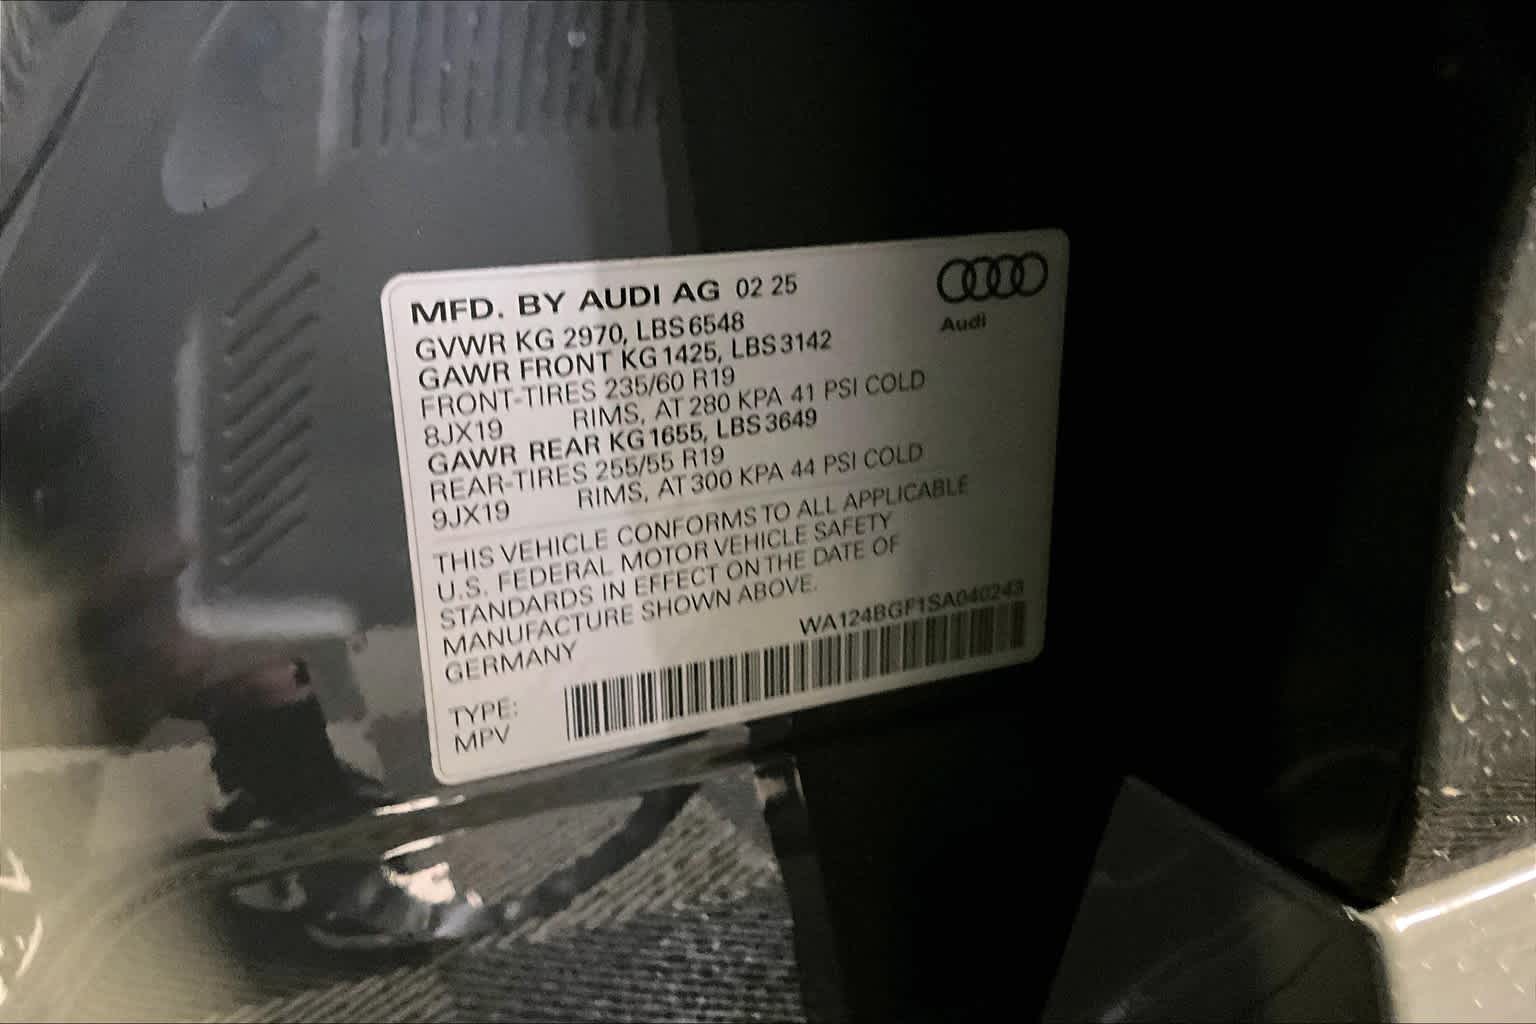 MFD. BY AUDI AG 02 25
Audi
GVWR KG 2970, LBS 6548
GAWR FRONT KG 1425, LBS 3142
FRONT-TIRES 235/60 R19
8JX19 RIMS, AT 280 KPA 41 PSI COLD
GAWR REAR KG 1655, LBS 3649
REAR-TIRES 255/55 R19
9JX19 RIMS, AT 300 KPA 44 PSI COLD
THIS VEHICLE CONFORMS TO ALL APPLICABLE
U.S. FEDERAL MOTOR VEHICLE SAFETY
STANDARDS IN EFFECT ON THE DATE OF
MANUFACTURE SHOWN ABOVE.
GERMANY
WA124BGF1SA040243
TYPE:
MPV